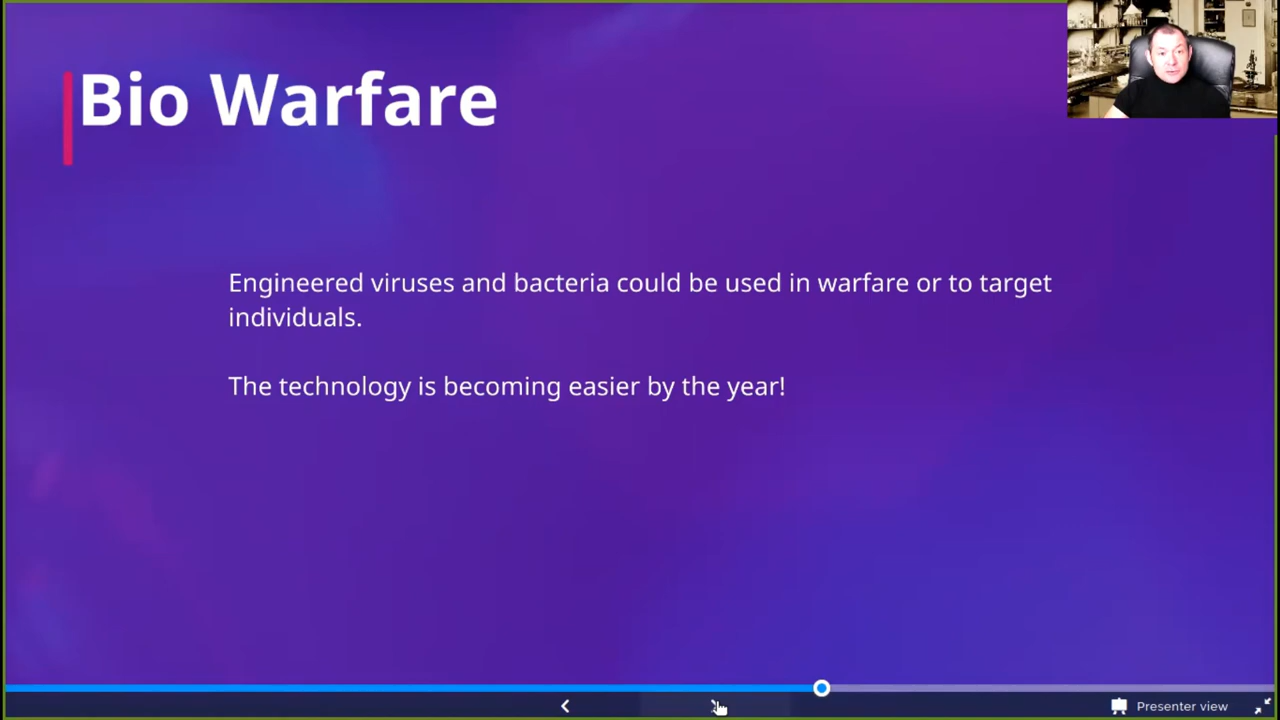 Bio Warfare
Engineered viruses and bacteria could be used in warfare or to target
individuals.
The technology is becoming easier by the year!
Presenter view